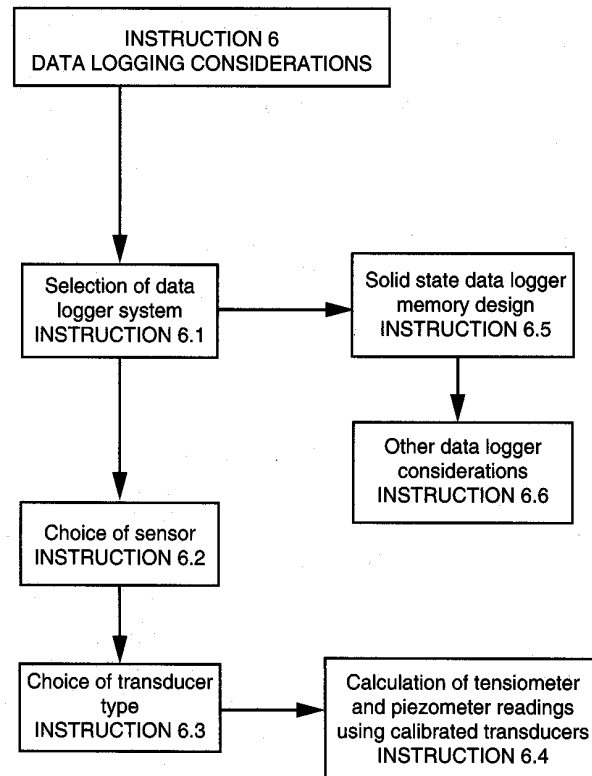 INSTRUCTION 6
DATA LOGGING CONSIDERATIONS
Selection of data
logger system
INSTRUCTION 6.1
Solid state data logger
memory design
INSTRUCTION 6.5
Other data logger
considerations
INSTRUCTION 6.6
Choice of sensor
INSTRUCTION 6.2
Choice of transducer
type
INSTRUCTION 6.3
Calculation of tensiometer
and piezometer readings
using calibrated transducers
INSTRUCTION 6.4